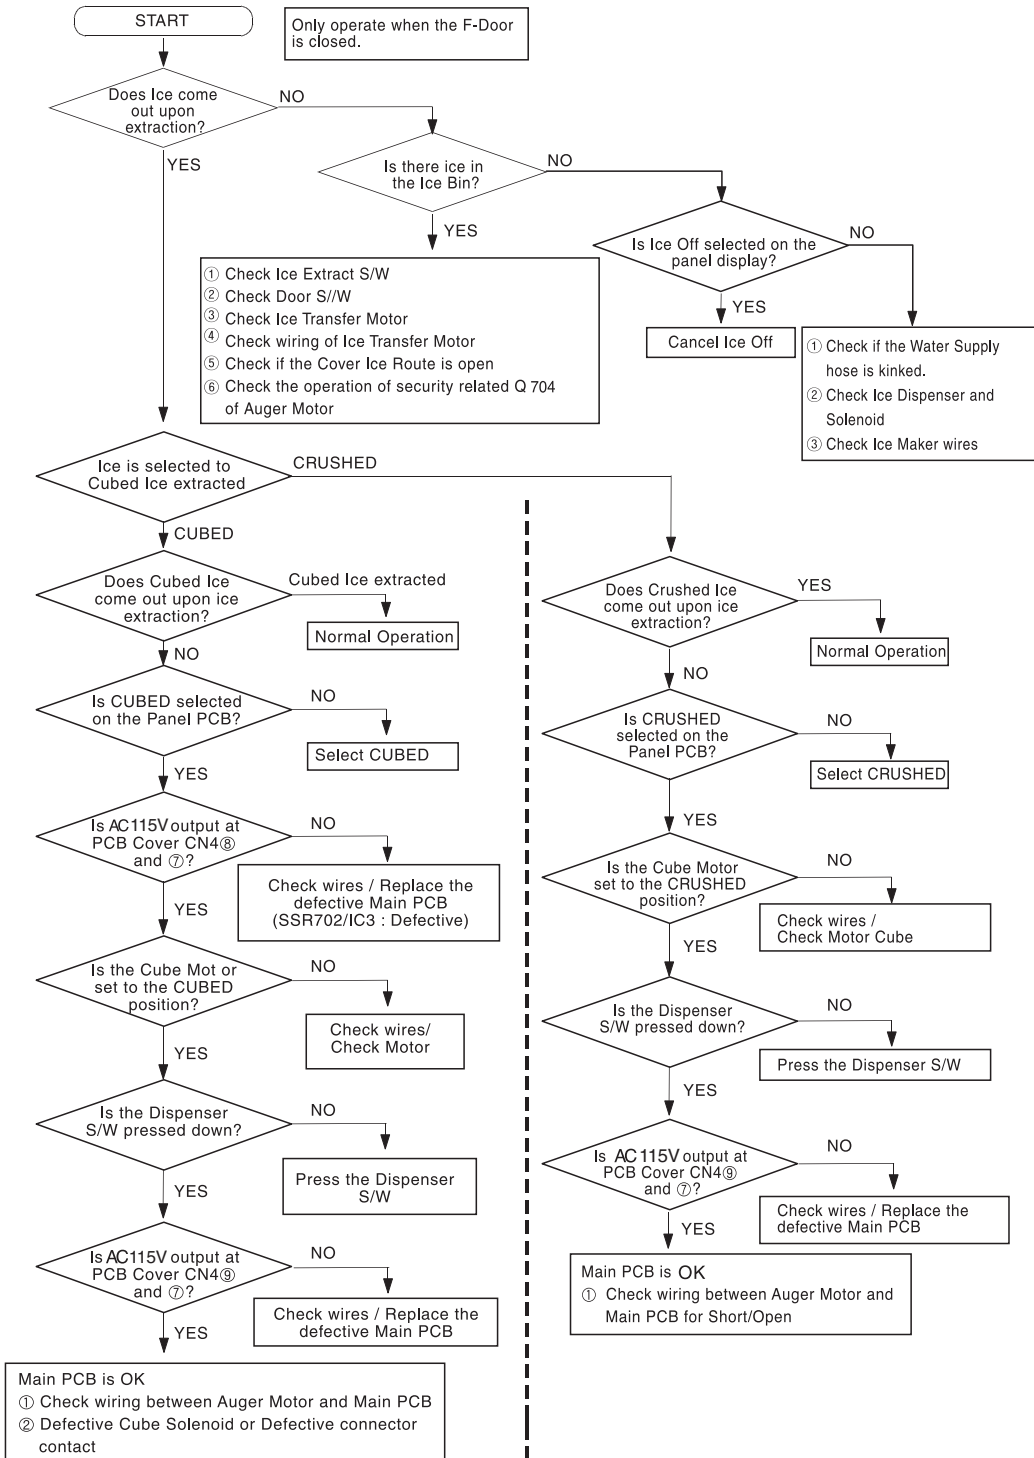 START
Only operate when the F-Door
is closed.
Does Ice come
out upon
extraction?
NO
YES
Is there ice in
the Ice Bin?
NO
YES
Is Ice Off selected on the
panel display?
NO
YES
Cancel Ice Off
① Check Ice Extract S/W
② Check Door S//W
③ Check Ice Transfer Motor
④ Check wiring of Ice Transfer Motor
⑤ Check if the Cover Ice Route is open
⑥ Check the operation of security related Q 704
of Auger Motor
① Check if the Water Supply
hose is kinked.
② Check Ice Dispenser and
Solenoid
③ Check Ice Maker wires
Ice is selected to
Cubed Ice extracted
CRUSHED
CUBED
Does Cubed Ice
come out upon ice
extraction?
Cubed Ice extracted
Normal Operation
NO
Is CUBED selected
on the Panel PCB?
NO
Select CUBED
YES
Is AC115V output at
PCB Cover CN4⑧
and ⑦?
NO
Check wires / Replace the
defective Main PCB
(SSR702/IC3 : Defective)
YES
Is the Cube Mot or
set to the CUBED
position?
NO
Check wires/
Check Motor
YES
Is the Dispenser
S/W pressed down?
NO
Press the Dispenser
S/W
YES
Is AC115V output at
PCB Cover CN4⑨
and ⑦?
NO
Check wires / Replace the
defective Main PCB
YES
Main PCB is OK
① Check wiring between Auger Motor and Main PCB
② Defective Cube Solenoid or Defective connector
contact
Does Crushed Ice
come out upon ice
extraction?
YES
Normal Operation
NO
Is CRUSHED
selected on the
Panel PCB?
NO
Select CRUSHED
YES
Is the Cube Motor
set to the CRUSHED
position?
NO
Check wires /
Check Motor Cube
YES
Is the Dispenser
S/W pressed down?
NO
Press the Dispenser S/W
YES
Is AC 115V output at
PCB Cover CN4⑨
and ⑦?
NO
Check wires / Replace the
defective Main PCB
YES
Main PCB is OK
① Check wiring between Auger Motor and
Main PCB for Short/Open